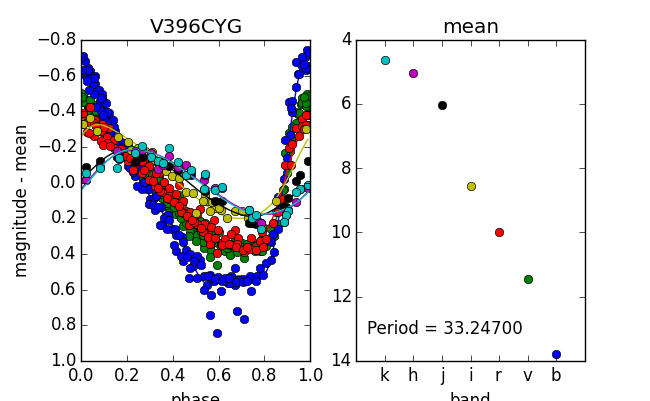 V396CYG
mean
−0.8
−0.6
−0.4
−0.2
0.0
0.2
0.4
0.6
0.8
1.0
magnitude - mean
0.0 0.2 0.4 0.6 0.8 1.0
phase
4
6
8
10
12
14
Period = 33.24700
k h j i r v b
band